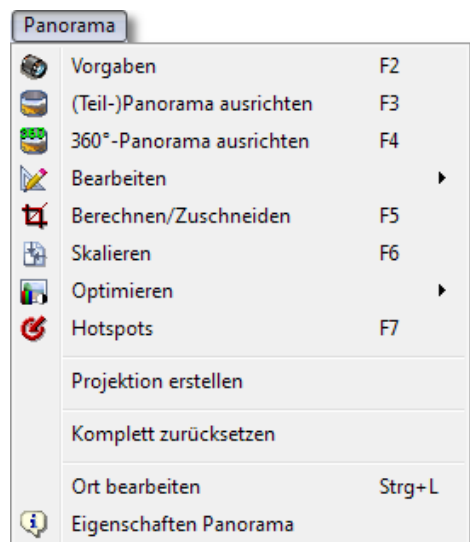 Panorama
Vorgaben F2
(Teil-)Panorama ausrichten F3
360°-Panorama ausrichten F4
Bearbeiten
Berechnen/Zuschneiden F5
Skalieren F6
Optimieren
Hotspots F7
Projektion erstellen
Komplett zurücksetzen
Ort bearbeiten Strg+L
Eigenschaften Panorama